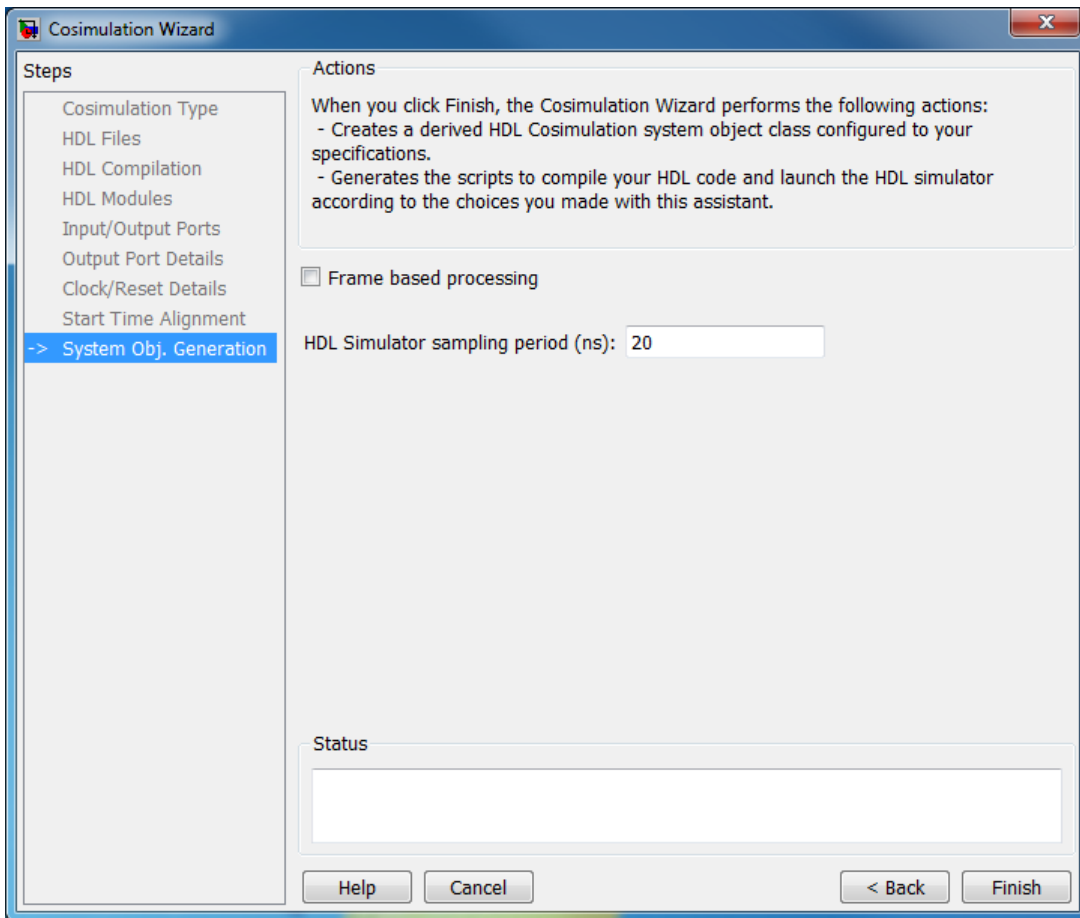 Cosimulation Wizard
Steps
Cosimulation Type
HDL Files
HDL Compilation
HDL Modules
Input/Output Ports
Output Port Details
Clock/Reset Details
Start Time Alignment
-> System Obj. Generation
Actions
When you click Finish, the Cosimulation Wizard performs the following actions:
- Creates a derived HDL Cosimulation system object class configured to your
specifications.
- Generates the scripts to compile your HDL code and launch the HDL simulator
according to the choices you made with this assistant.
Frame based processing
HDL Simulator sampling period (ns): 20
Status
Help Cancel < Back Finish